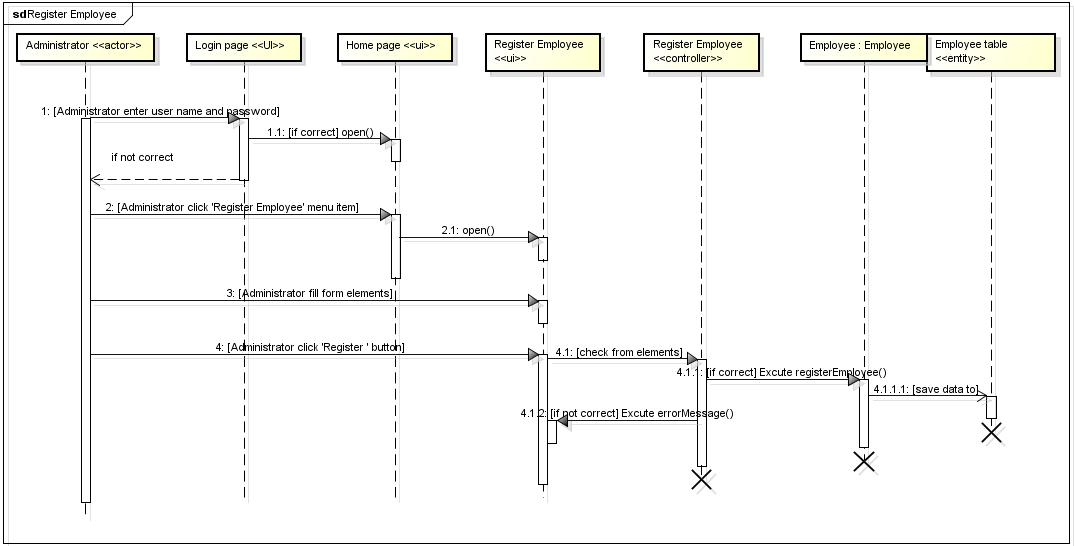 sdRegister Employee
Administrator <<actor>>
Login page <<UI>>
Home page <<ui>>
Register Employee
<<ui>>
Register Employee
<<controller>>
Employee : Employee
Employee table
<<entity>>
1: [Administrator enter user name and password]
1.1: [if correct] open()
if not correct
2: [Administrator click 'Register Employee' menu item]
2.1: open()
3: [Administrator fill form elements]
4: [Administrator click 'Register ' button]
4.1: [check from elements]
4.1.1: [if correct] Excute registerEmployee()
4.1.1.1: [save data to]
4.1.2: [if not correct] Excute errorMessage()